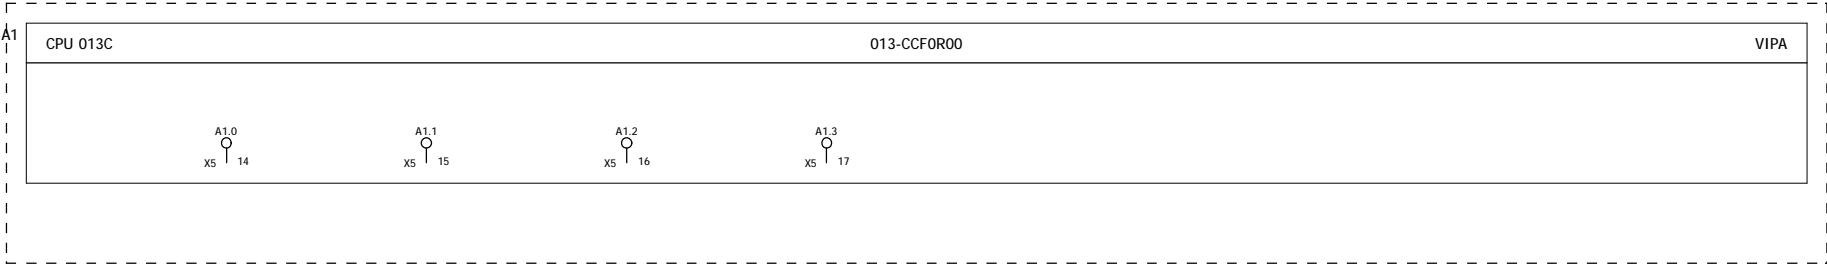 A1
CPU 013C 013-CCF0R00 VIPA
A1.0 A1.1 A1.2 A1.3
X5 14 X5 15 X5 16 X5 17